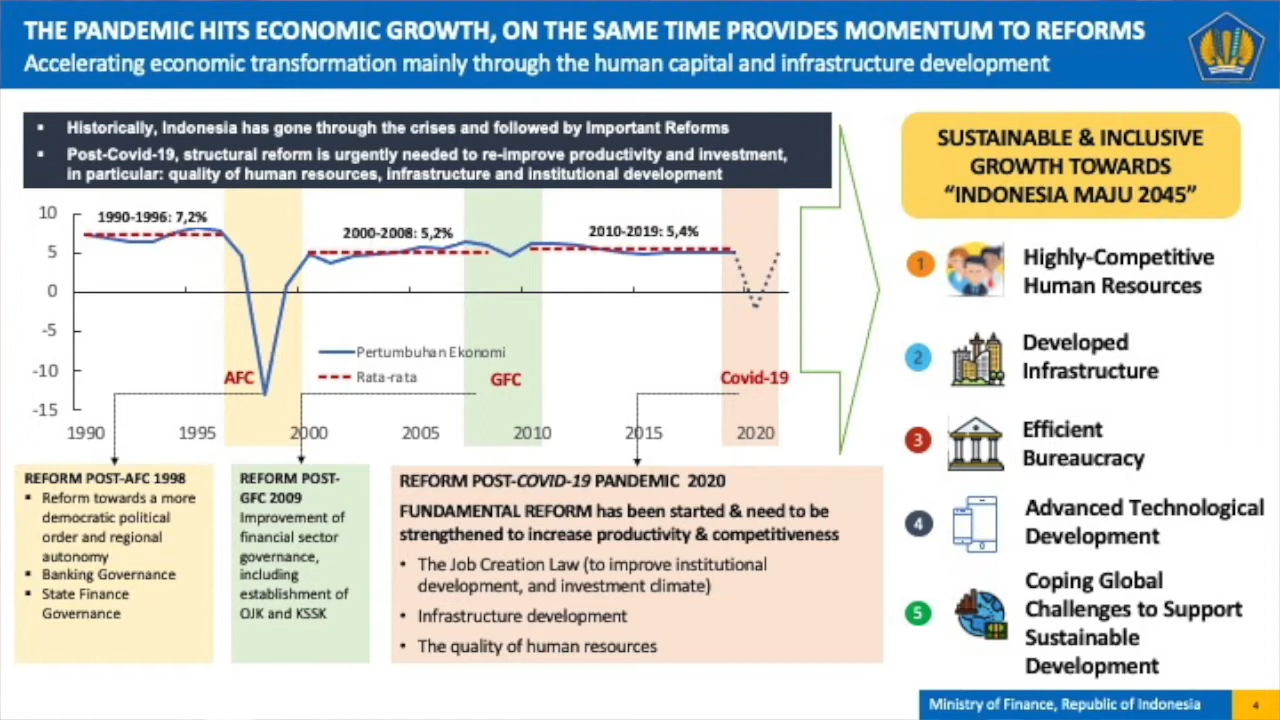 THE PANDEMIC HITS ECONOMIC GROWTH, ON THE SAME TIME PROVIDES MOMENTUM TO REFORMS
Accelerating economic transformation mainly through the human capital and infrastructure development
▪ Historically, Indonesia has gone through the crises and followed by Important Reforms
▪ Post-Covid-19, structural reform is urgently needed to re-improve productivity and investment,
in particular: quality of human resources, infrastructure and institutional development
10
5
0
-5
-10
-15
1990-1996: 7,2%
2000-2008: 5,2%
2010-2019: 5,4%
Pertumbuhan Ekonomi
Rata-rata
AFC
GFC
Covid-19
1990
1995
2000
2005
2010
2015
2020
REFORM POST-AFC 1998
▪ Reform towards a more
democratic political
order and regional
autonomy
▪ Banking Governance
▪ State Finance
Governance
REFORM POST-
GFC 2009
Improvement of
financial sector
governance,
including
establishment of
OJK and KSSK
REFORM POST-COVID-19 PANDEMIC 2020
FUNDAMENTAL REFORM has been started & need to be
strengthened to increase productivity & competitiveness
• The Job Creation Law (to improve institutional
development, and investment climate)
• Infrastructure development
• The quality of human resources
SUSTAINABLE & INCLUSIVE
GROWTH TOWARDS
“INDONESIA MAJU 2045”
1
Highly-Competitive
Human Resources
2
Developed
Infrastructure
3
Efficient
Bureaucracy
4
Advanced Technological
Development
5
Coping Global
Challenges to Support
Sustainable
Development
Ministry of Finance, Republic of Indonesia
4